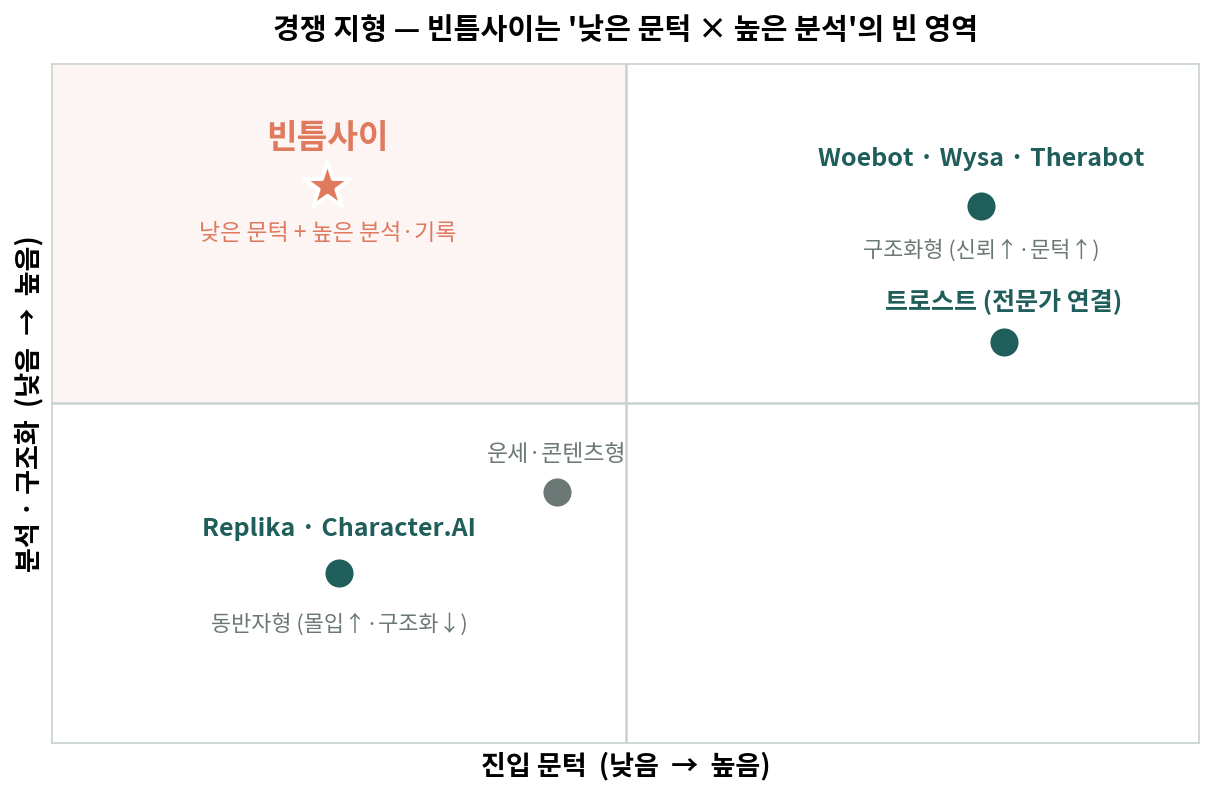 경쟁 지형 — 빈틈사이는 '낮은 문턱 × 높은 분석'의 빈 영역
빈틈사이
낮은 문턱 + 높은 분석·기록
Woebot · Wysa · Therabot
구조화형 (신뢰↑·문턱↑)
트로스트 (전문가 연결)
분석 · 구조화 (낮음 → 높음)
운세·콘텐츠형
Replika · Character.AI
동반자형 (몰입↑·구조화↓)
진입 문턱 (낮음 → 높음)